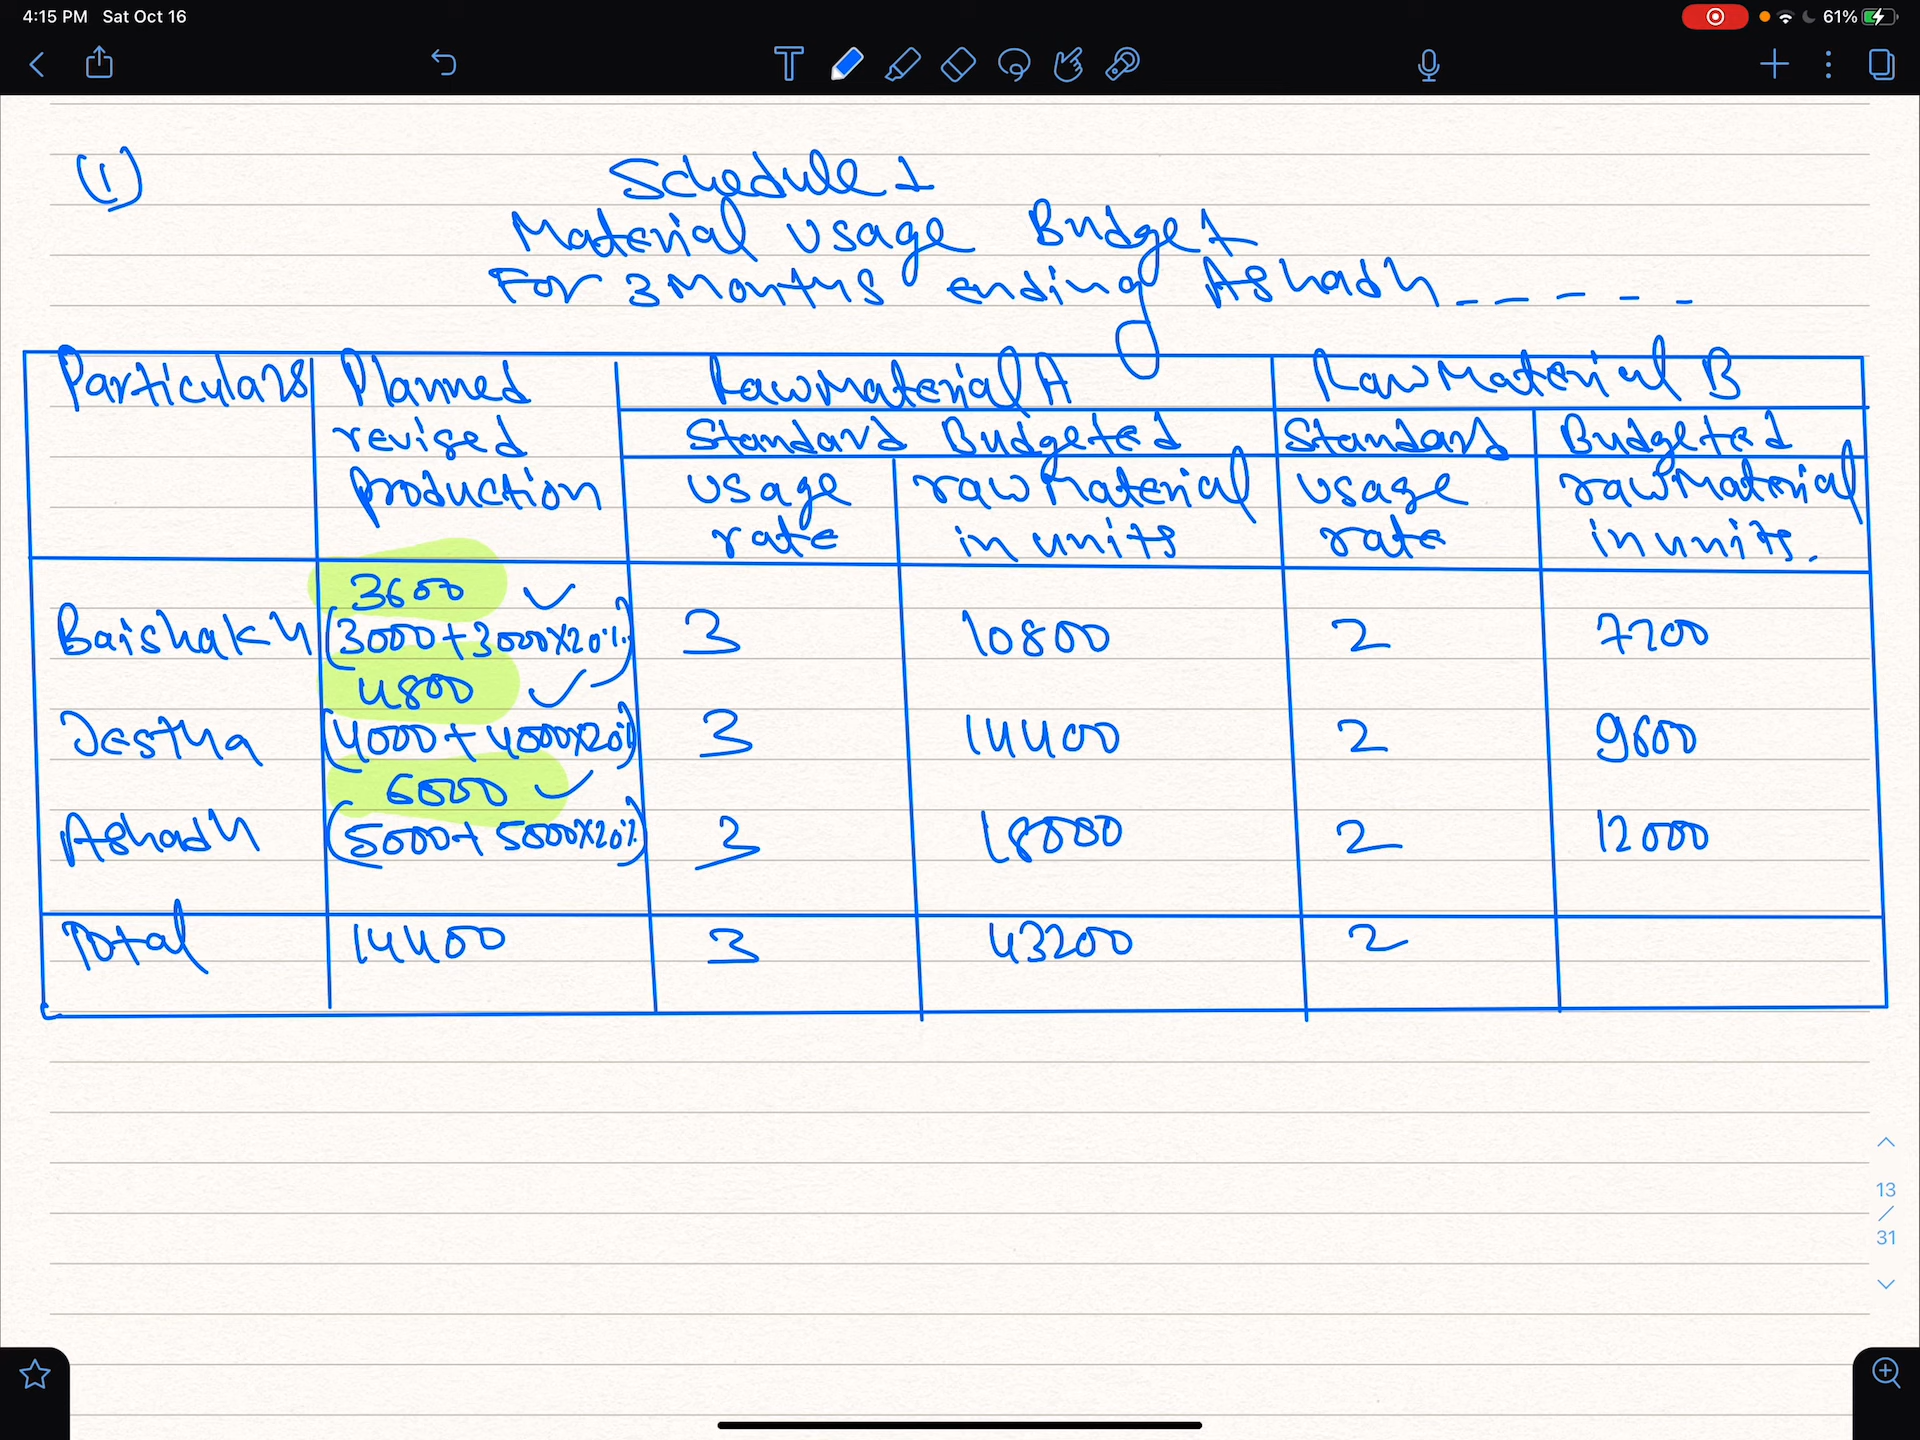 4:15 PM Sat Oct 16
61%
(1)
Schedule 1
Material Usage Budget
For 3 Months ending Ashadh - - - - - -
Particulars Planned Raw Material A Raw Material B
revised Standard Budgeted Standard Budgeted
production usage raw Material usage raw Material
rate in units rate in units.
3600 ✓
Baishakh (3000+3000×20%) 3 10800 2 7200
4800 ✓
Jestha (4000+4000×20%) 3 14400 2 9600
6000 ✓
Ashadh (5000+5000×20%) 3 18000 2 12000
Total 14400 3 43200 2
13
/
31